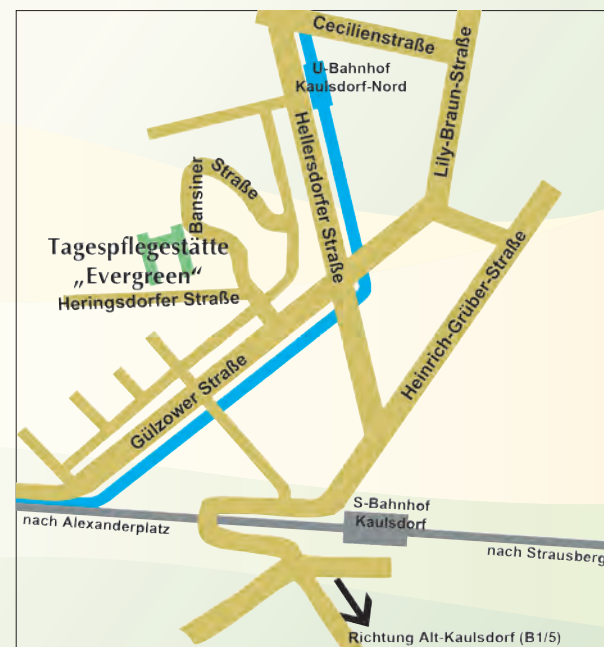 Cecilienstraße
U-Bahnhof
Kaulsdorf-Nord
Lily-Braun-Straße
Hellersdorfer Straße
Bansiner
Straße
Tagespflegestätte
„Evergreen“
Heringsdorfer Straße
Heinrich-Grüber-Straße
Gülzower Straße
S-Bahnhof
Kaulsdorf
nach Alexanderplatz
nach Strausberg
Richtung Alt-Kaulsdorf (B1/5)